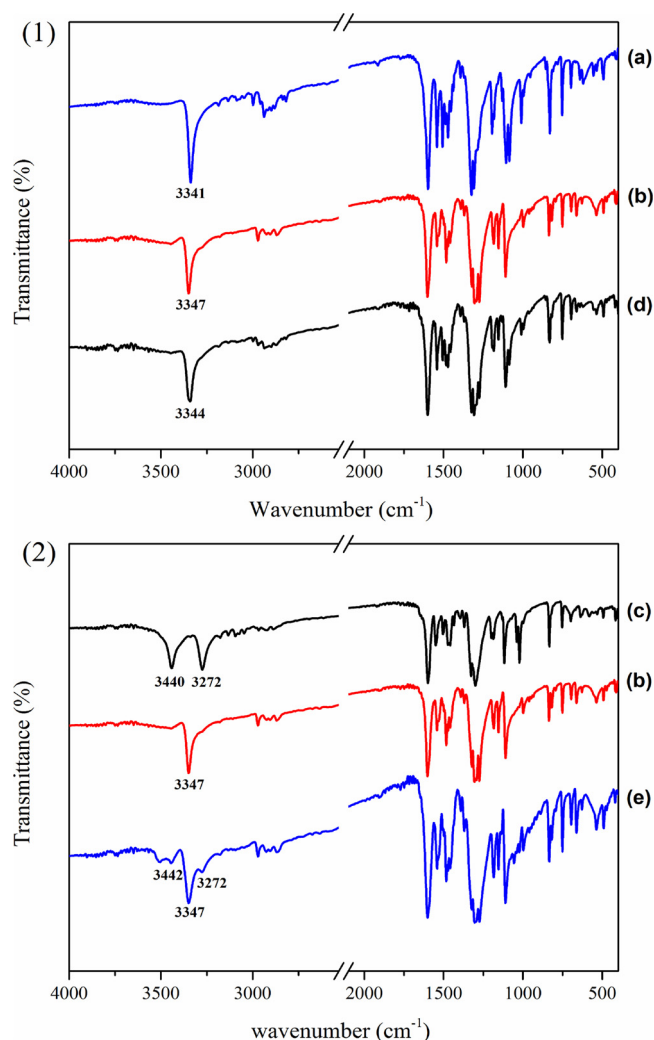 (1)
(a)
3341
(b)
3347
(d)
3344
Transmittance (%)
4000 3500 3000 2000 1500 1000 500
Wavenumber (cm⁻¹)
(2)
(c)
3440 3272
(b)
3347
(e)
3442 3272
3347
Transmittance (%)
4000 3500 3000 2000 1500 1000 500
wavenumber (cm⁻¹)